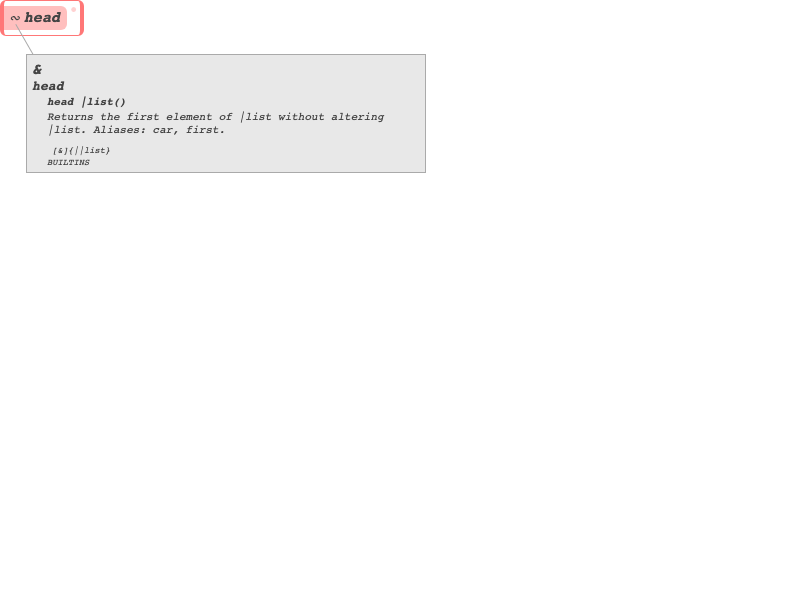 ~ head
&
head
head |list()
Returns the first element of |list without altering
|list. Aliases: car, first.
[&]{||list}
BUILTINS